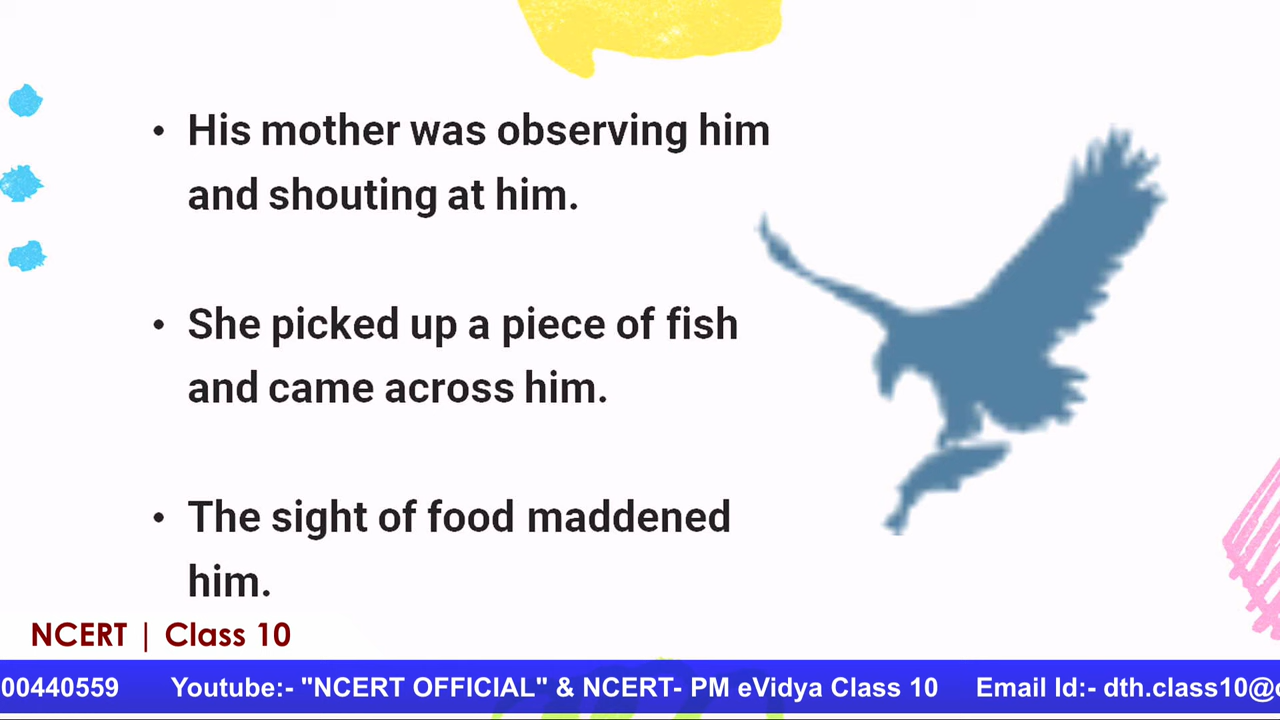 • His mother was observing him
and shouting at him.
• She picked up a piece of fish
and came across him.
• The sight of food maddened
him.
NCERT | Class 10
00440559 Youtube:- "NCERT OFFICIAL" & NCERT- PM eVidya Class 10 Email Id:- dth.class10@